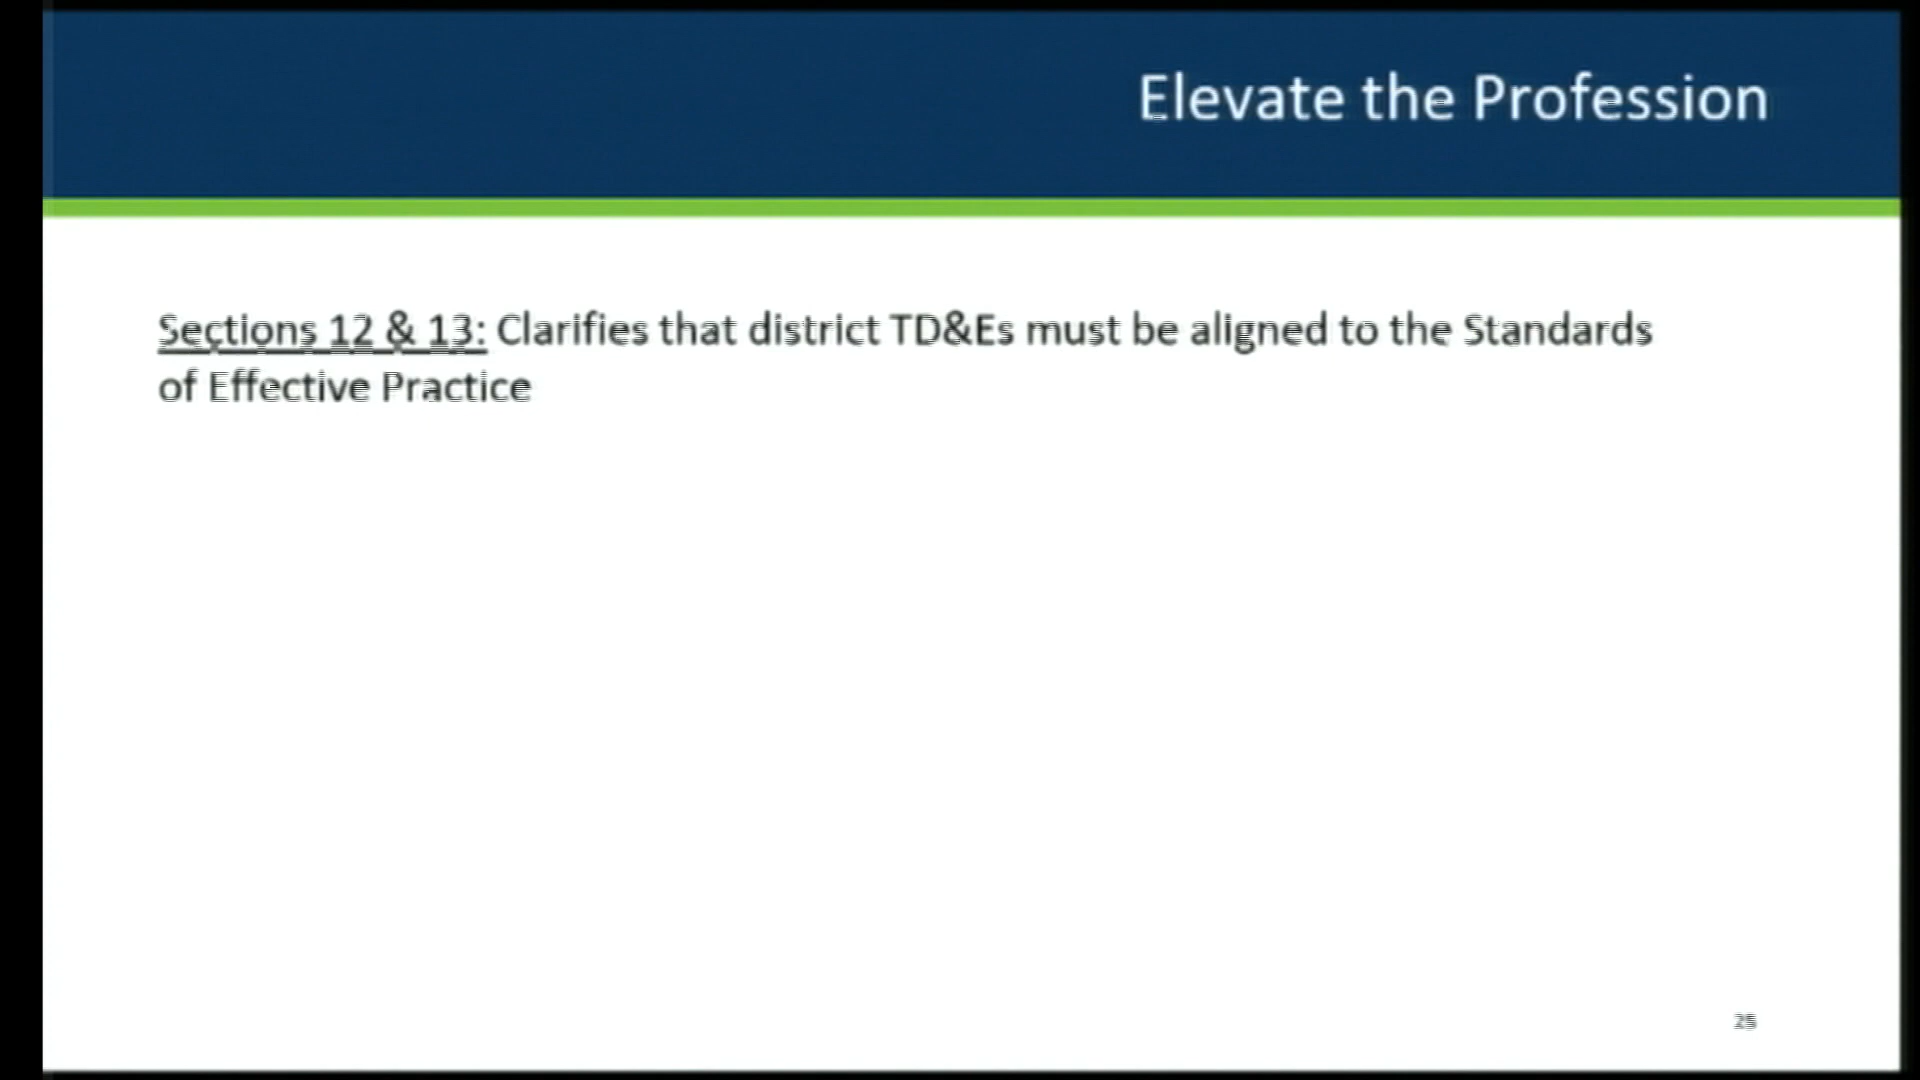 Elevate the Profession
Sections 12 & 13: Clarifies that district TD&Es must be aligned to the Standards
of Effective Practice
25